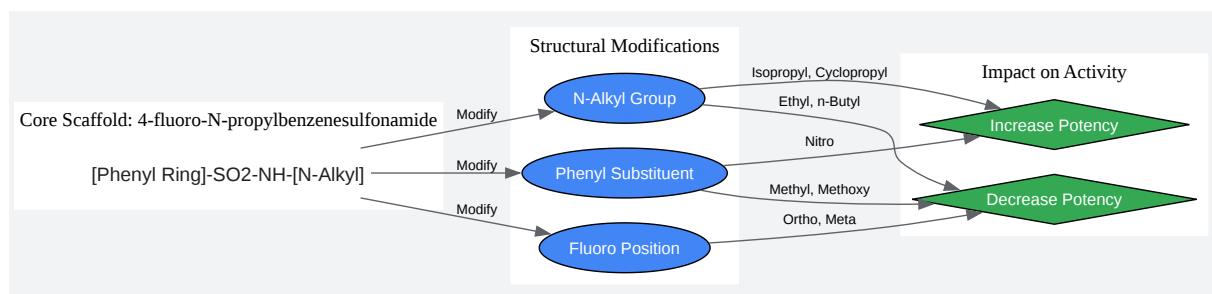 Structural Modifications
Impact on Activity
Core Scaffold: 4-fluoro-N-propylbenzenesulfonamide
[Phenyl Ring]-SO2-NH-[N-Alkyl]
Modify
Modify
Modify
N-Alkyl Group
Phenyl Substituent
Fluoro Position
Isopropyl, Cyclopropyl
Ethyl, n-Butyl
Nitro
Methyl, Methoxy
Ortho, Meta
Increase Potency
Decrease Potency